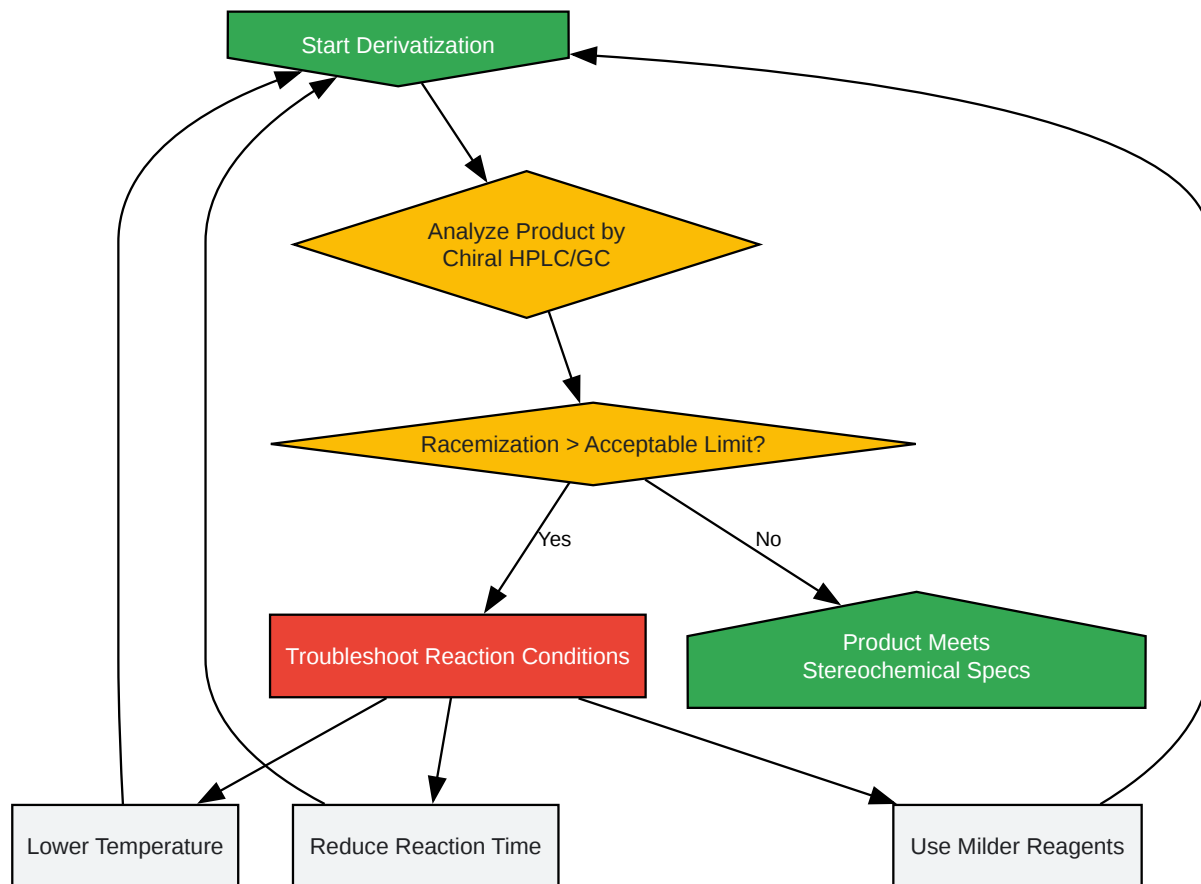 Start Derivatization
Analyze Product by
Chiral HPLC/GC
Racemization > Acceptable Limit?
Yes
No
Troubleshoot Reaction Conditions
Product Meets
Stereochemical Specs
Lower Temperature
Reduce Reaction Time
Use Milder Reagents